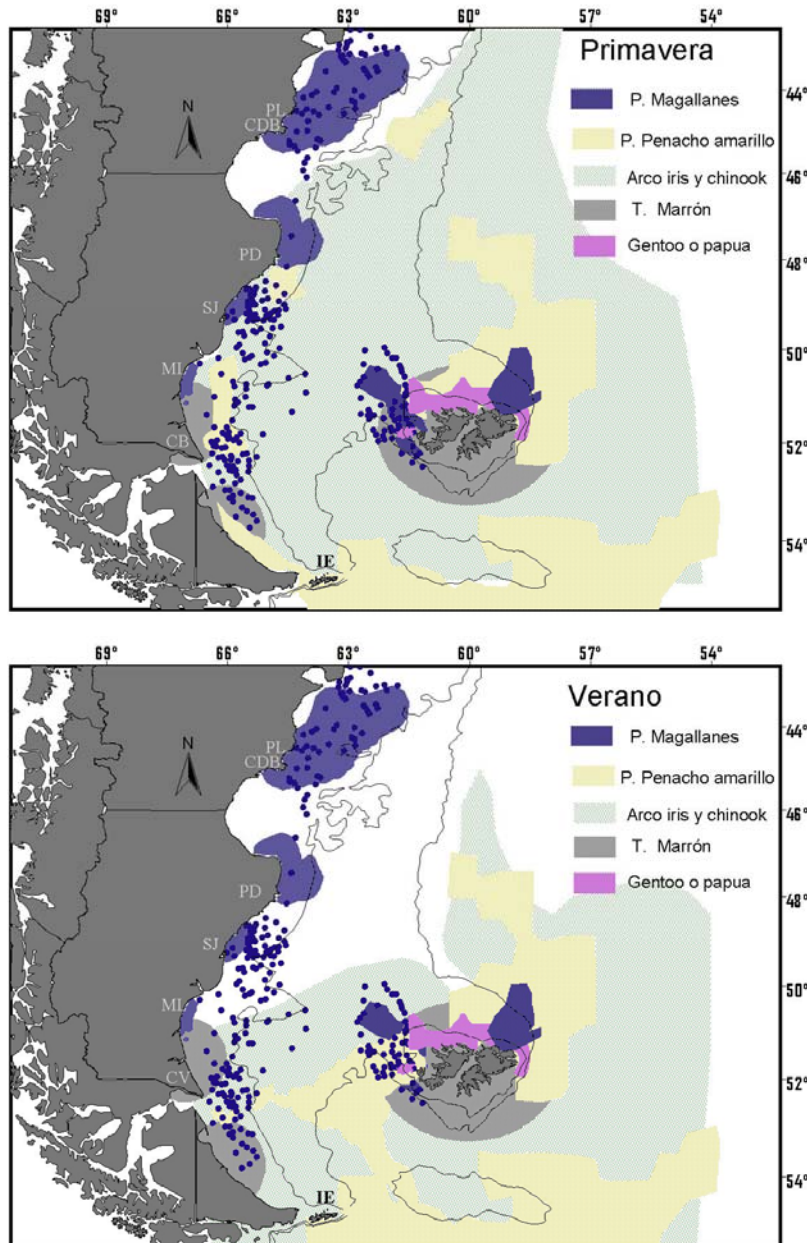 69° 66° 63° 60° 57° 54°
Primavera
P. Magallanes
P. Penacho amarillo
Arco iris y chinook
T. Marrón
Gentoo o papua
N
PL
CDB
PD
SJ
ML
CB
IE
44°
46°
48°
50°
52°
54°
69° 66° 63° 60° 57° 54°
Verano
P. Magallanes
P. Penacho amarillo
Arco iris y chinook
T. Marrón
Gentoo o papua
N
PL
CDB
PD
SJ
ML
CV
IE
44°
46°
48°
50°
52°
54°